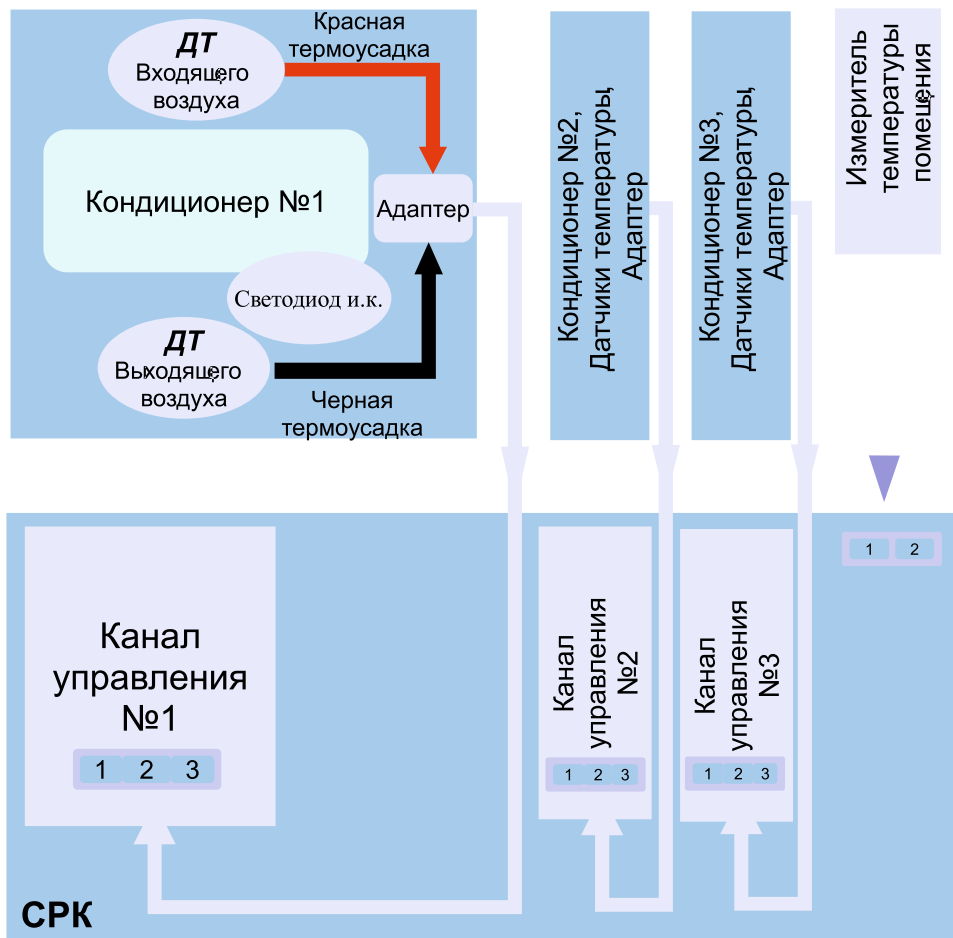 Красная
термоусадка
ДТ
Входящего
воздуха
Кондиционер №1
Адаптер
Светодиод и.к.
ДТ
Выходящего
воздуха
Черная
термоусадка
Кондиционер №2,
Датчики температуры,
Адаптер
Кондиционер №3,
Датчики температуры,
Адаптер
Измеритель
температуры
помещения
1 2
Канал
управления
№1
1 2 3
Канал
управления
№2
1 2 3
Канал
управления
№3
1 2 3
СРК